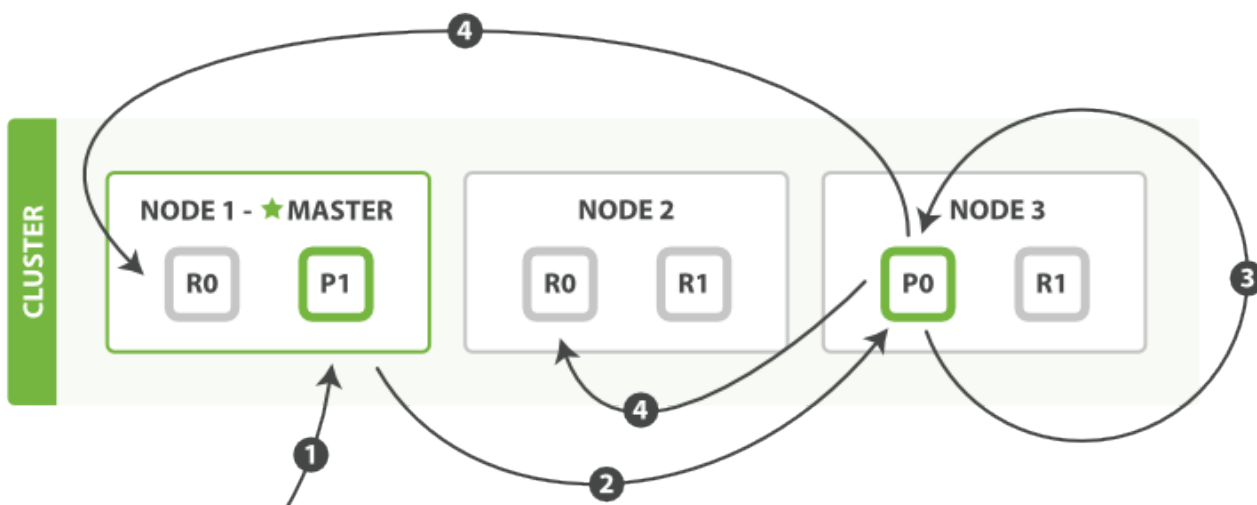 4
CLUSTER
NODE 1 - ★ MASTER
R0 P1
NODE 2
R0 R1
NODE 3
P0 R1
3
4
1
2